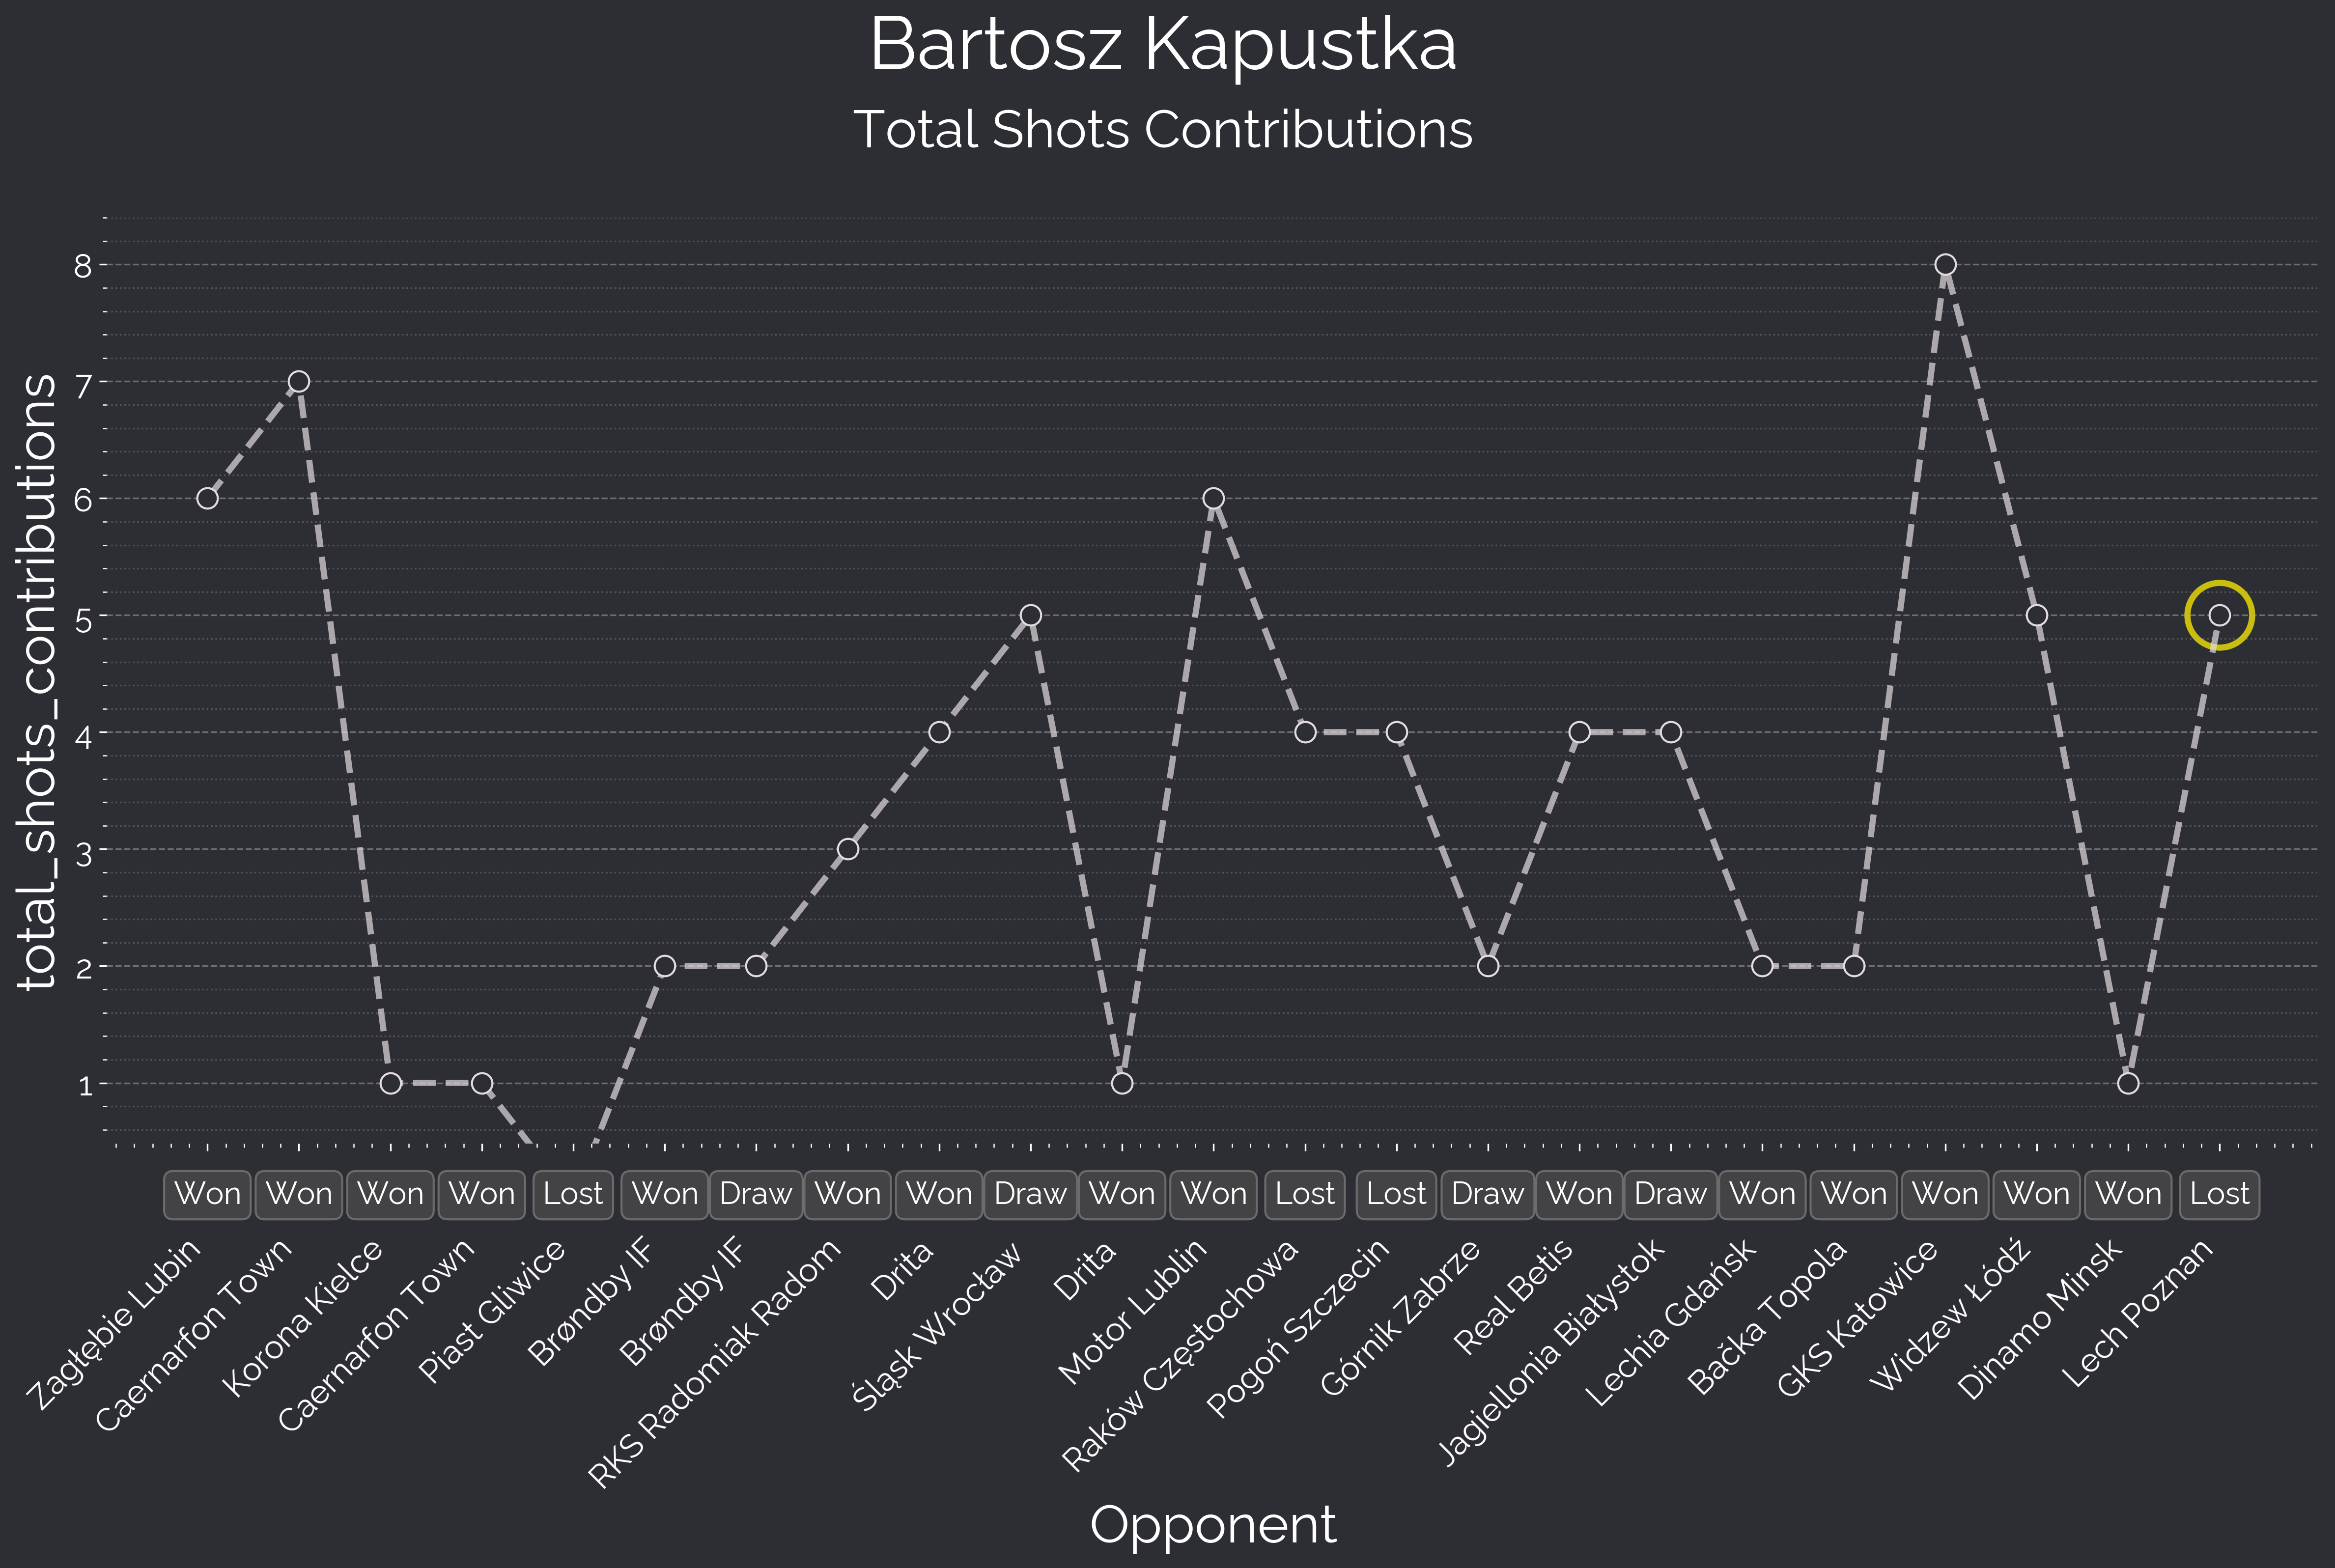 Bartosz Kapustka
Total Shots Contributions
total_shots_contributions
8
7
6
5
4
3
2
1
Won Won Won Won Lost Won Draw Won Won Draw Won Won Lost Lost Draw Won Draw Won Won Won Won Won Lost
Zagłębie Lubin
Caernarfon Town
Korona Kielce
Caernarfon Town
Piast Gliwice
Brøndby IF
Brøndby IF
RKS Radomiak Radom
Drita
Śląsk Wrocław
Drita
Motor Lublin
Raków Częstochowa
Pogoń Szczecin
Górnik Zabrze
Real Betis
Jagiellonia Białystok
Lechia Gdańsk
Bačka Topola
GKS Katowice
Widzew Łódź
Dinamo Minsk
Lech Poznan
Opponent